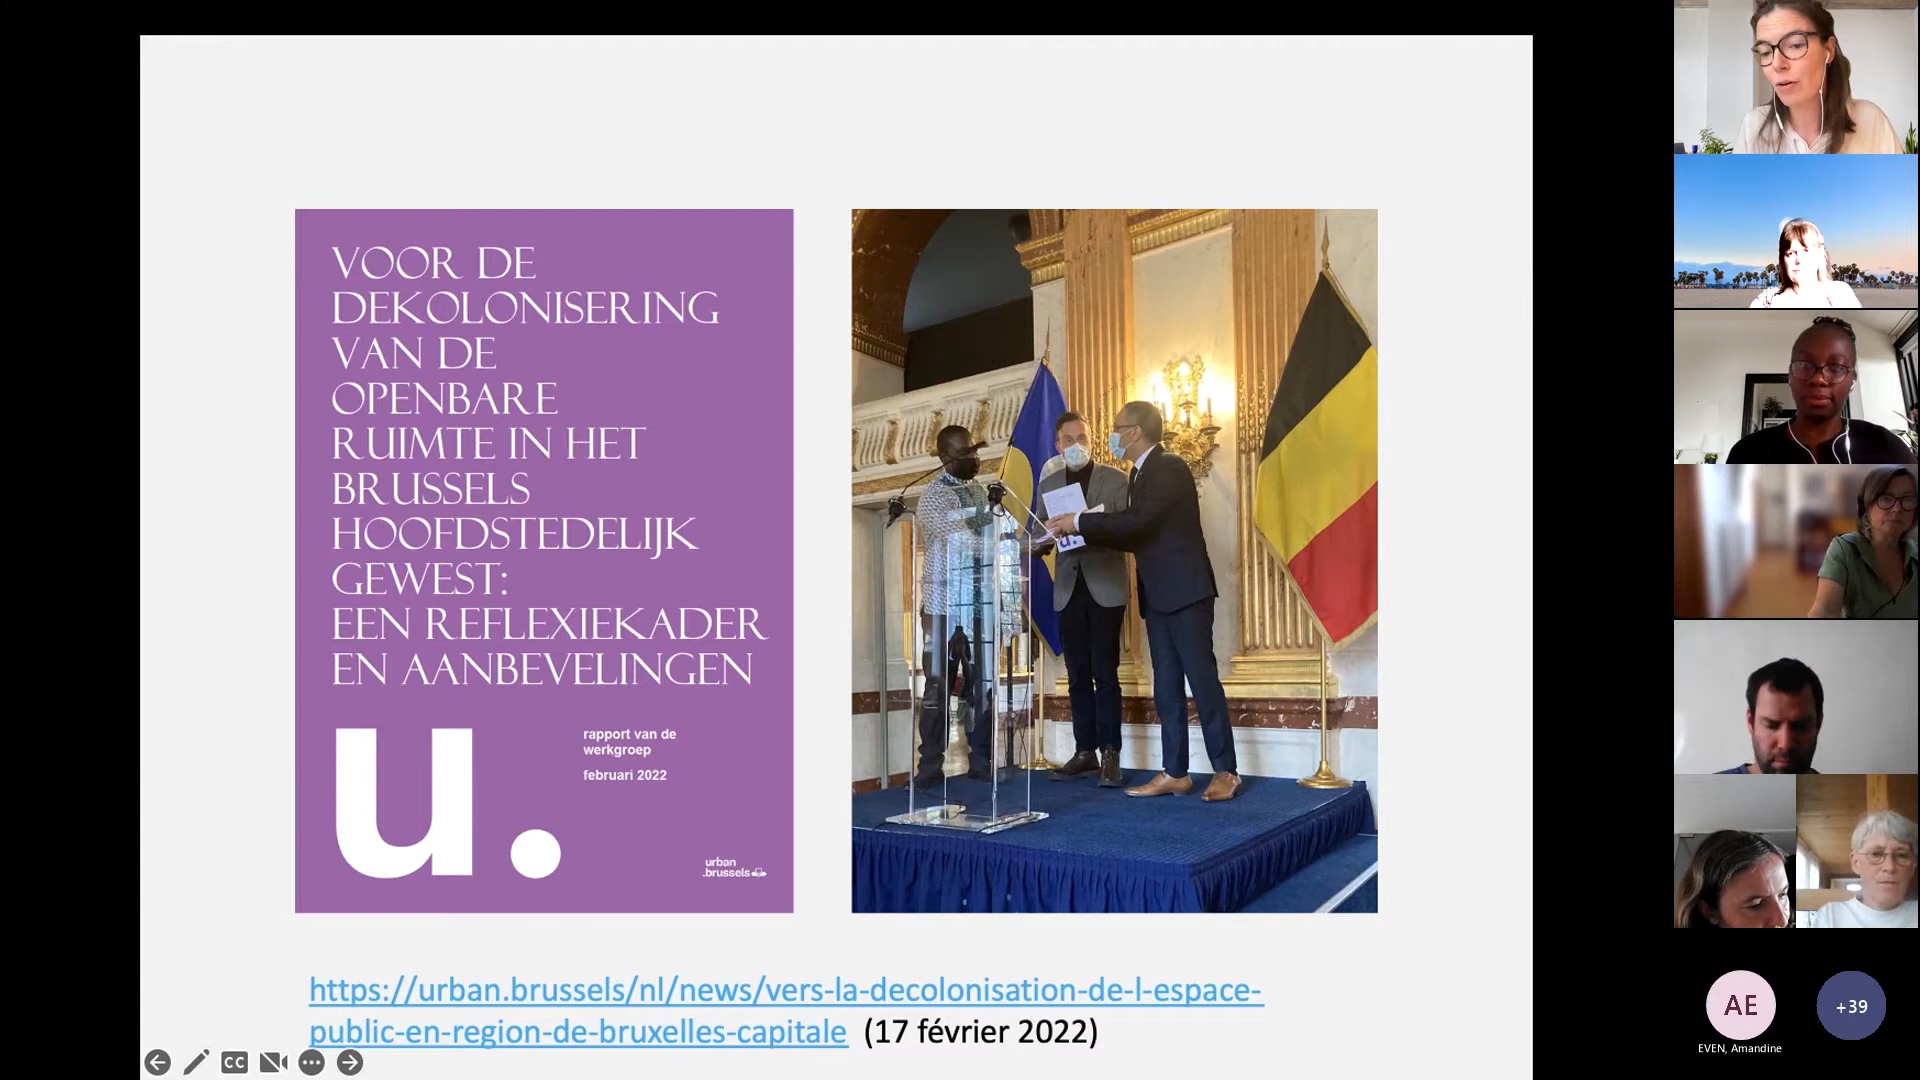 VOOR DE
DEKOLONISERING
VAN DE
OPENBARE
RUIMTE IN HET
BRUSSELS
HOOFDSTEDELIJK
GEWEST:
EEN REFLEXIEKADER
EN AANBEVELINGEN
u.
rapport van de
werkgroep
februari 2022
urban
.brussels
u.
https://urban.brussels/nl/news/vers-la-decolonisation-de-l-espace-
public-en-region-de-bruxelles-capitale (17 février 2022)
CC
AE
+39
EVEN, Amandine